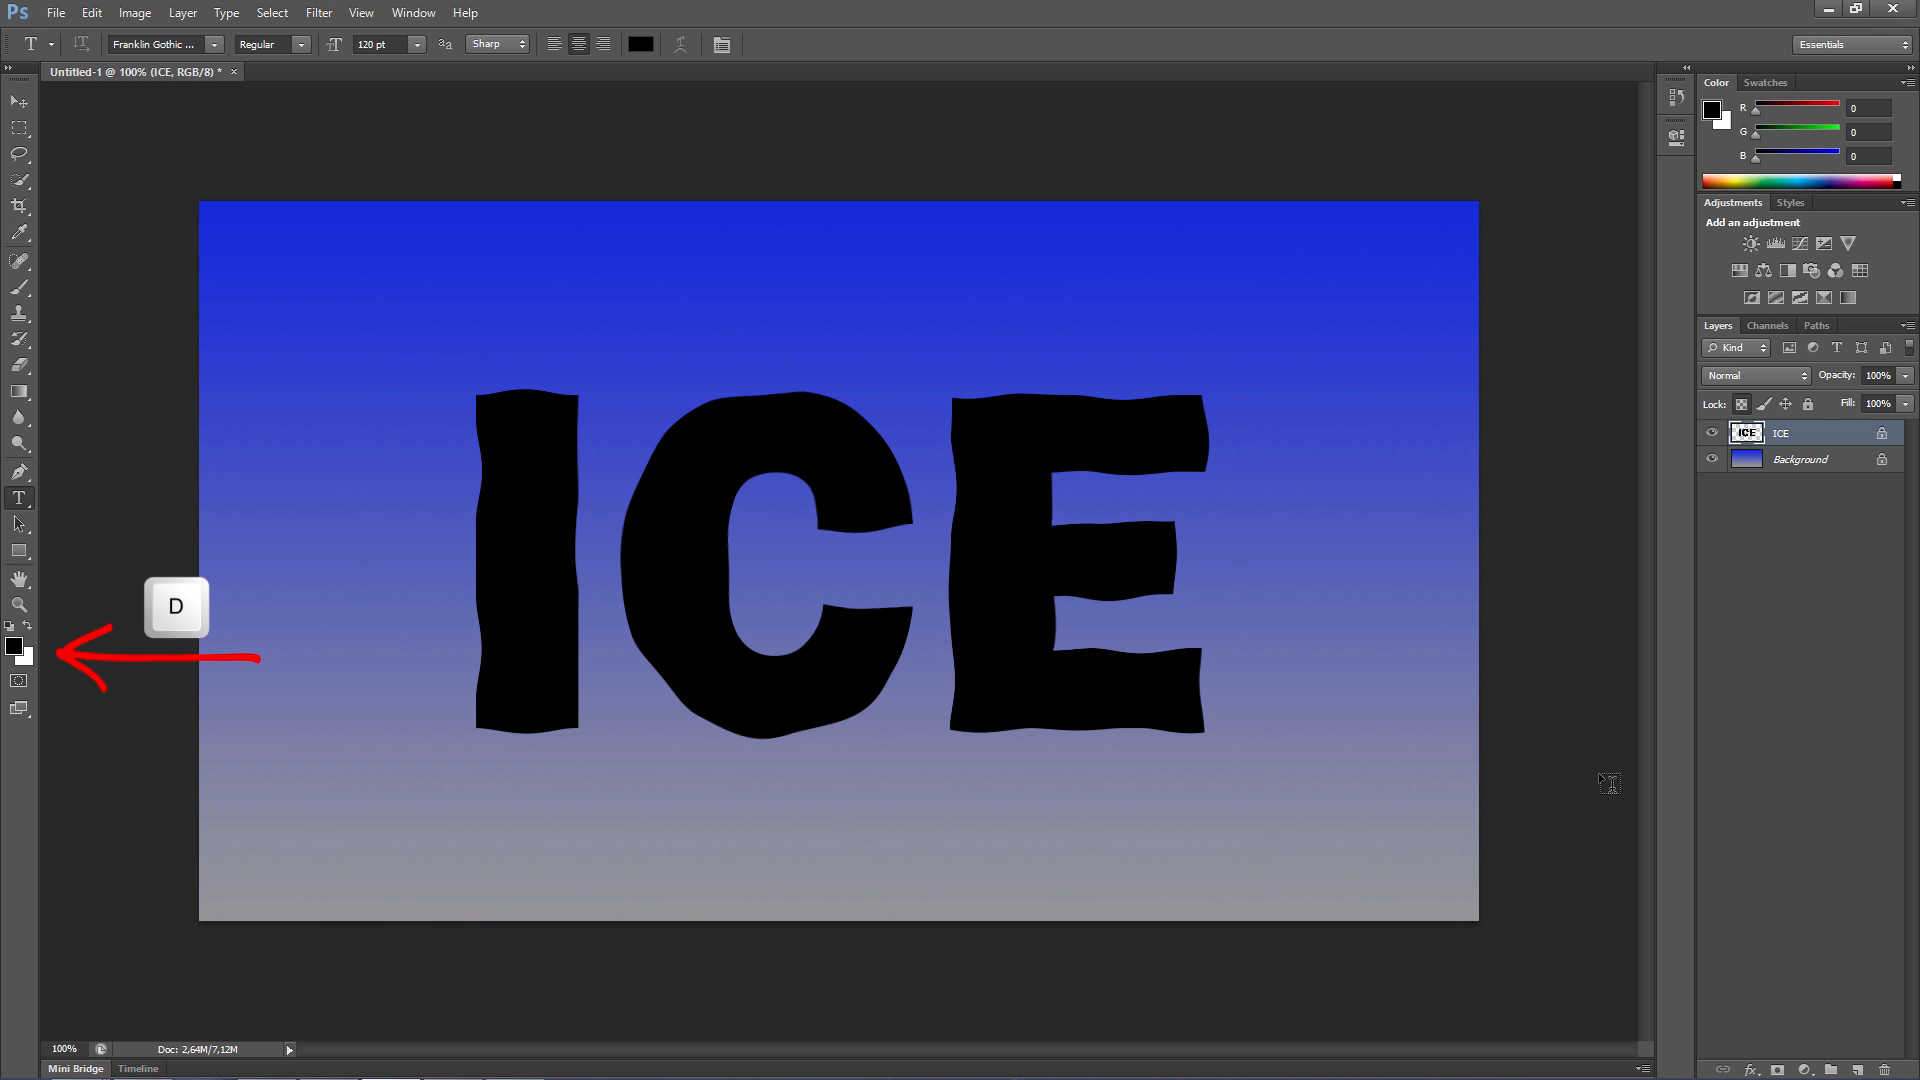 Ps File Edit Image Layer Type Select Filter 3D View Window Help
T Franklin Gothic ... Regular 120 pt aa Sharp Essentials
Untitled-1 @ 100% (ICE, RGB/8) * ×
Color Swatches
R 0
G 0
B 0
Adjustments Styles
Add an adjustment
Layers Channels Paths
Kind T
Normal Opacity: 100%
Lock: Fill: 100%
ICE ICE
Background
ICE
T
D
100% Doc: 2,64M/7,12M
Mini Bridge Timeline
fx